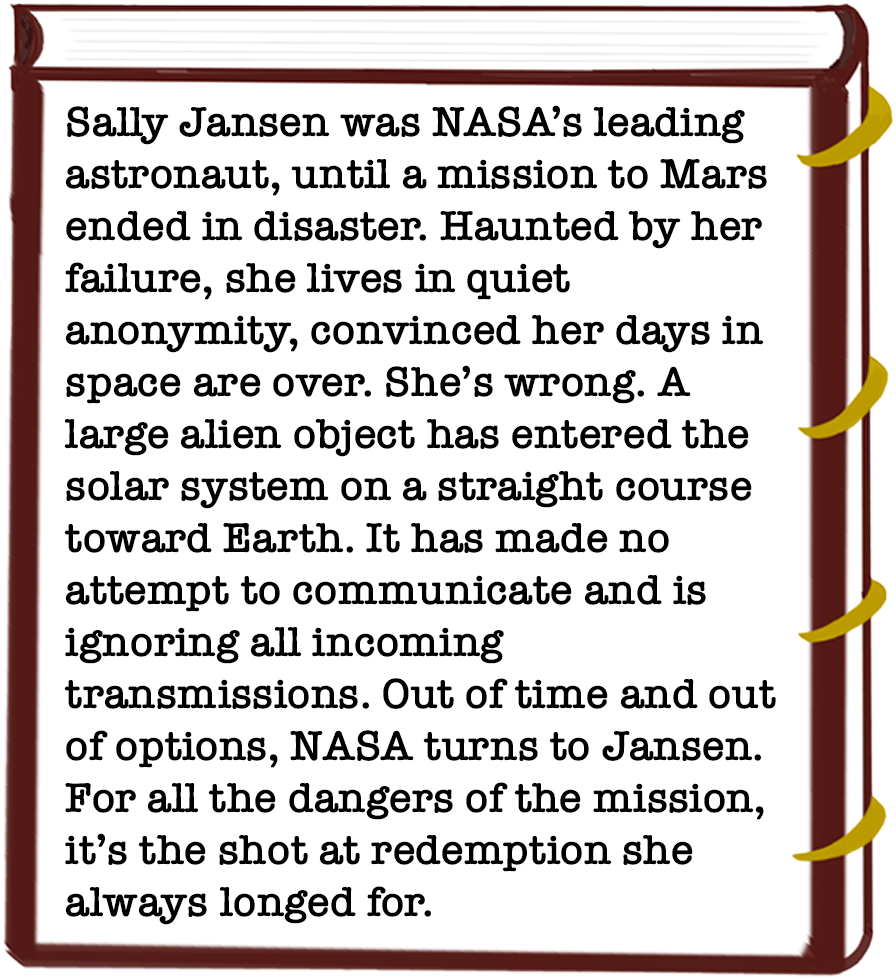 Sally Jansen was NASA’s leading
astronaut, until a mission to Mars
ended in disaster. Haunted by her
failure, she lives in quiet
anonymity, convinced her days in
space are over. She’s wrong. A
large alien object has entered the
solar system on a straight course
toward Earth. It has made no
attempt to communicate and is
ignoring all incoming
transmissions. Out of time and out
of options, NASA turns to Jansen.
For all the dangers of the mission,
it’s the shot at redemption she
always longed for.